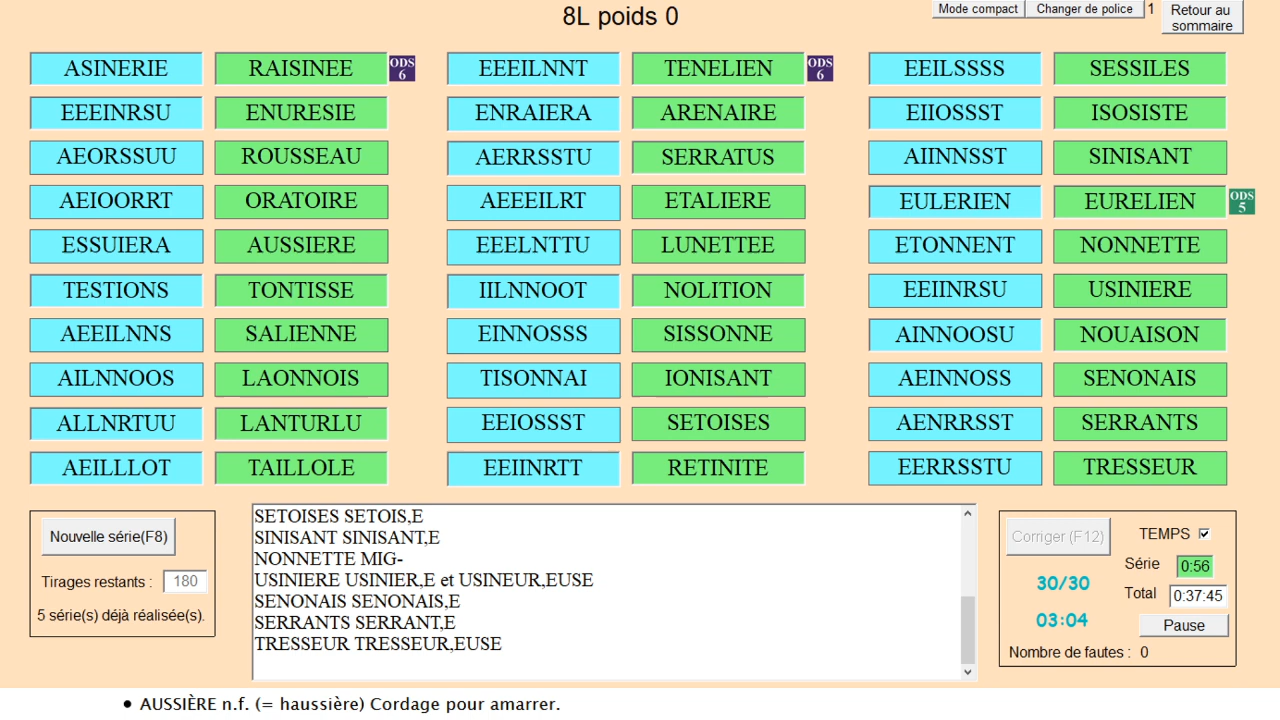 8L poids 0
Mode compact Changer de police 1 Retour au sommaire
ASINERIE RAISINEE ODS 6 EEEILNNT TENELIEN ODS 6 EEILSSSS SESSILES
EEEINRSU ENURESIE ENRAIERA ARENAIRE EIIOSSST ISOSISTE
AEORSSUU ROUSSEAU AERRSSTU SERRATUS AIINNSST SINISANT
AEIOORRT ORATOIRE AEEEILRT ETALIERE EULERIEN EURELIEN ODS 5
ESSUIERA AUSSIERE EEELNTTU LUNETTEE ETONNENT NONNETTE
TESTIONS TONTISSE IILNNOOT NOLITION EEIINRSU USINIERE
AEEILNNS SALIENNE EINNOSSS SISSONNE AINNOOSU NOUAISON
AILNNOOS LAONNOIS TISONNAI IONISANT AEINNOSS SENONAIS
ALLNRTUU LANTURLU EEIOSSST SETOISES AENRRSST SERRANTS
AEILLLOT TAILLOLE EEIINRTT RETINITE EERRSSTU TRESSEUR
Nouvelle série(F8)
Tirages restants : 180
5 série(s) déjà réalisée(s).
SETOISES SETOIS,E
SINISANT SINISANT,E
NONNETTE MIG-
USINIERE USINIER,E et USINEUR,EUSE
SENONAIS SENONAIS,E
SERRANTS SERRANT,E
TRESSEUR TRESSEUR,EUSE
Corriger (F12) TEMPS
Série 0:56
30/30
Total 0:37:45
03:04
Pause
Nombre de fautes : 0
• AUSSIÈRE n.f. (= haussière) Cordage pour amarrer.